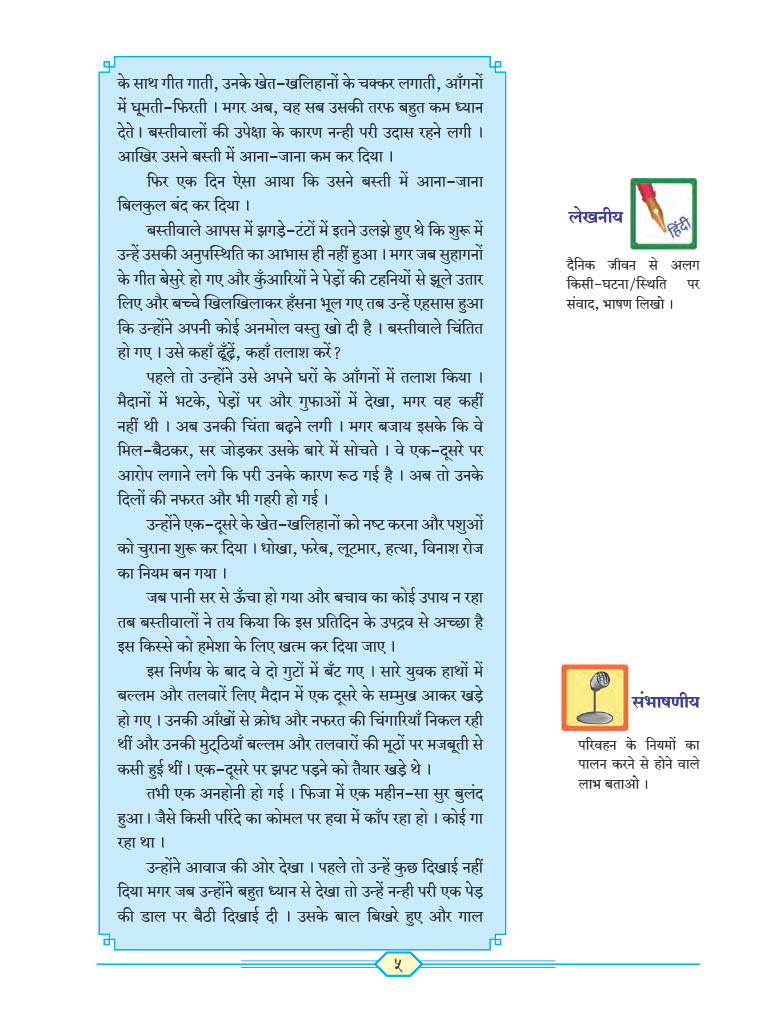 के साथ गीत गाती, उनके खेत-खलिहानों के चक्कर लगाती, आँगनों
में घूमती-फिरती । मगर अब, वह सब उसकी तरफ बहुत कम ध्यान
देते। बस्तीवालों की उपेक्षा के कारण नन्ही परी उदास रहने लगी ।
आखिर उसने बस्ती में आना-जाना कम कर दिया ।
फिर एक दिन ऐसा आया कि उसने बस्ती में आना-जाना
बिलकुल बंद कर दिया ।
बस्तीवाले आपस में झगड़े-टंटों में इतने उलझे हुए थे कि शुरू में
उन्हें उसकी अनुपस्थिति का आभास ही नहीं हुआ। मगर जब सुहागनों
के गीत बेसुरे हो गए और कुँआरियों ने पेड़ों की टहनियों से झूले उतार
लिए और बच्चे खिलखिलाकर हँसना भूल गए तब उन्हें एहसास हुआ
कि उन्होंने अपनी कोई अनमोल वस्तु खो दी है । बस्तीवाले चिंतित
हो गए । उसे कहाँ ढूँढ़ें, कहाँ तलाश करें?
पहले तो उन्होंने उसे अपने घरों के आँगनों में तलाश किया ।
मैदानों में भटके, पेड़ों पर और गुफाओं में देखा, मगर वह कहीं
नहीं थी । अब उनकी चिंता बढ़ने लगी । मगर बजाय इसके कि वे
मिल-बैठकर, सर जोड़कर उसके बारे में सोचते । वे एक-दूसरे पर
आरोप लगाने लगे कि परी उनके कारण रूठ गई है । अब तो उनके
दिलों की नफरत और भी गहरी हो गई ।
उन्होंने एक-दूसरे के खेत-खलिहानों को नष्ट करना और पशुओं
को चुराना शुरू कर दिया । धोखा, फरेब, लूटमार, हत्या, विनाश रोज
का नियम बन गया ।
जब पानी सर से ऊँचा हो गया और बचाव का कोई उपाय न रहा
तब बस्तीवालों ने तय किया कि इस प्रतिदिन के उपद्रव से अच्छा है
इस किस्से को हमेशा के लिए खत्म कर दिया जाए ।
इस निर्णय के बाद वे दो गुटों में बँट गए । सारे युवक हाथों में
बल्लम और तलवारें लिए मैदान में एक दूसरे के सम्मुख आकर खड़े
हो गए । उनकी आँखों से क्रोध और नफरत की चिंगारियाँ निकल रही
थीं और उनकी मुट्ठियाँ बल्लम और तलवारों की मूठों पर मजबूती से
कसी हुई थीं । एक-दूसरे पर झपट पड़ने को तैयार खड़े थे ।
तभी एक अनहोनी हो गई । फिजा में एक महीन-सा सुर बुलंद
हुआ । जैसे किसी परिंदे का कोमल पर हवा में काँप रहा हो । कोई गा
रहा था ।
उन्होंने आवाज की ओर देखा । पहले तो उन्हें कुछ दिखाई नहीं
दिया मगर जब उन्होंने बहुत ध्यान से देखा तो उन्हें नन्ही परी एक पेड़
की डाल पर बैठी दिखाई दी । उसके बाल बिखरे हुए और गाल
लेखनीय
हिंदी
दैनिक जीवन से अलग
किसी-घटना/स्थिति पर
संवाद, भाषण लिखो ।
संभाषणीय
परिवहन के नियमों का
पालन करने से होने वाले
लाभ बताओ ।
५